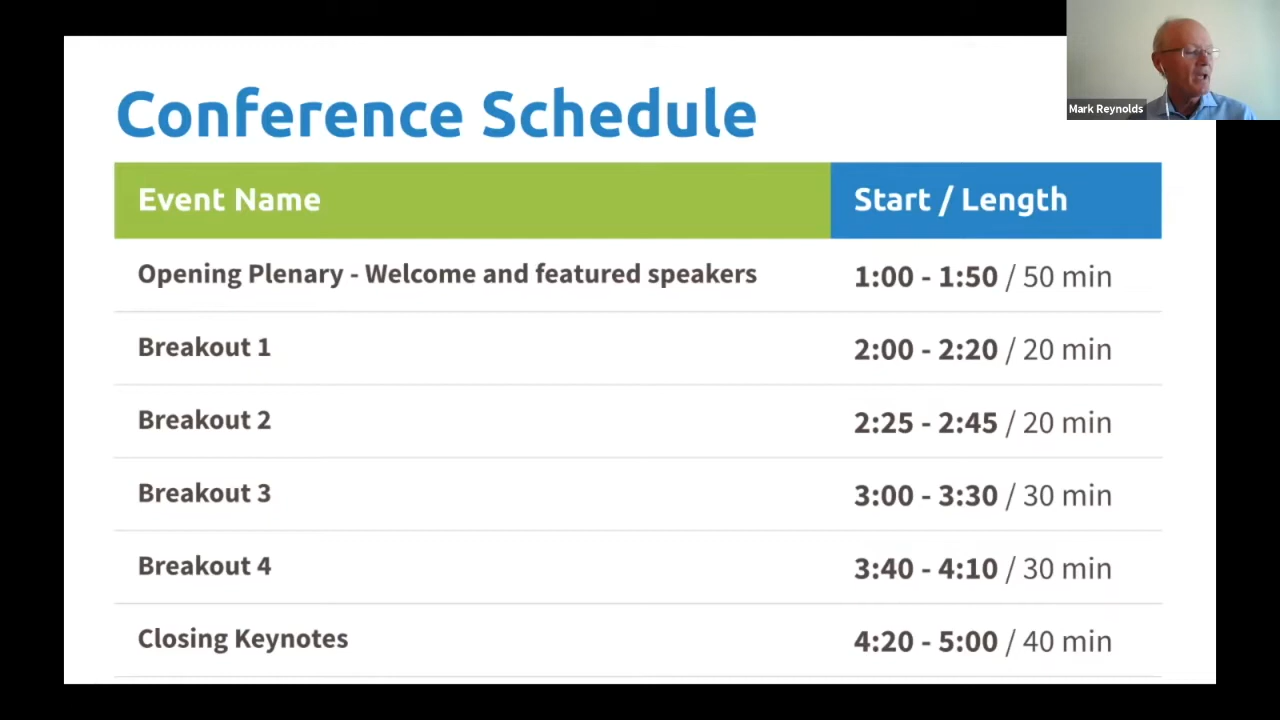 Conference Schedule
Mark Reynolds
Event Name Start / Length
Opening Plenary - Welcome and featured speakers 1:00 - 1:50 / 50 min
Breakout 1 2:00 - 2:20 / 20 min
Breakout 2 2:25 - 2:45 / 20 min
Breakout 3 3:00 - 3:30 / 30 min
Breakout 4 3:40 - 4:10 / 30 min
Closing Keynotes 4:20 - 5:00 / 40 min